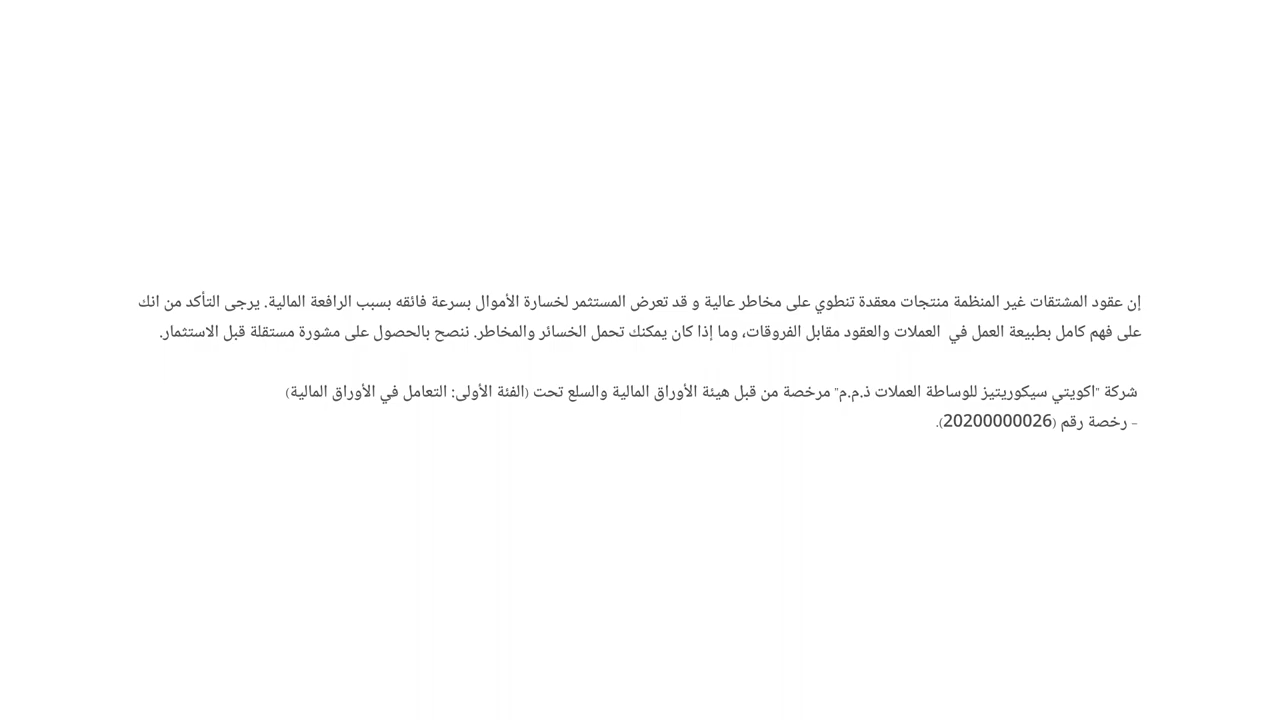 إن عقود المشتقات غير المنظمة منتجات معقدة تنطوي على مخاطر عالية و قد تعرض المستثمر لخسارة الأموال بسرعة فائقه بسبب الرافعة المالية. يرجى التأكد من انك
على فهم كامل بطبيعة العمل في العملات والعقود مقابل الفروقات، وما إذا كان يمكنك تحمل الخسائر والمخاطر. ننصح بالحصول على مشورة مستقلة قبل الاستثمار.
شركة "اكويتي سيكوريتيز للوساطة العملات ذ.م.م" مرخصة من قبل هيئة الأوراق المالية والسلع تحت (الفئة الأولى: التعامل في الأوراق المالية)
– رخصة رقم (20200000026).